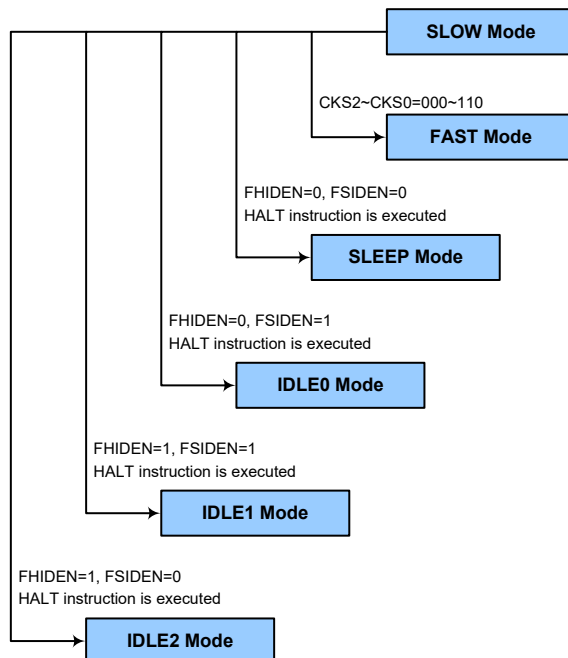 SLOW Mode
CKS2~CKS0=000~110
FAST Mode
FHIDEN=0, FSIDEN=0
HALT instruction is executed
SLEEP Mode
FHIDEN=0, FSIDEN=1
HALT instruction is executed
IDLE0 Mode
FHIDEN=1, FSIDEN=1
HALT instruction is executed
IDLE1 Mode
FHIDEN=1, FSIDEN=0
HALT instruction is executed
IDLE2 Mode